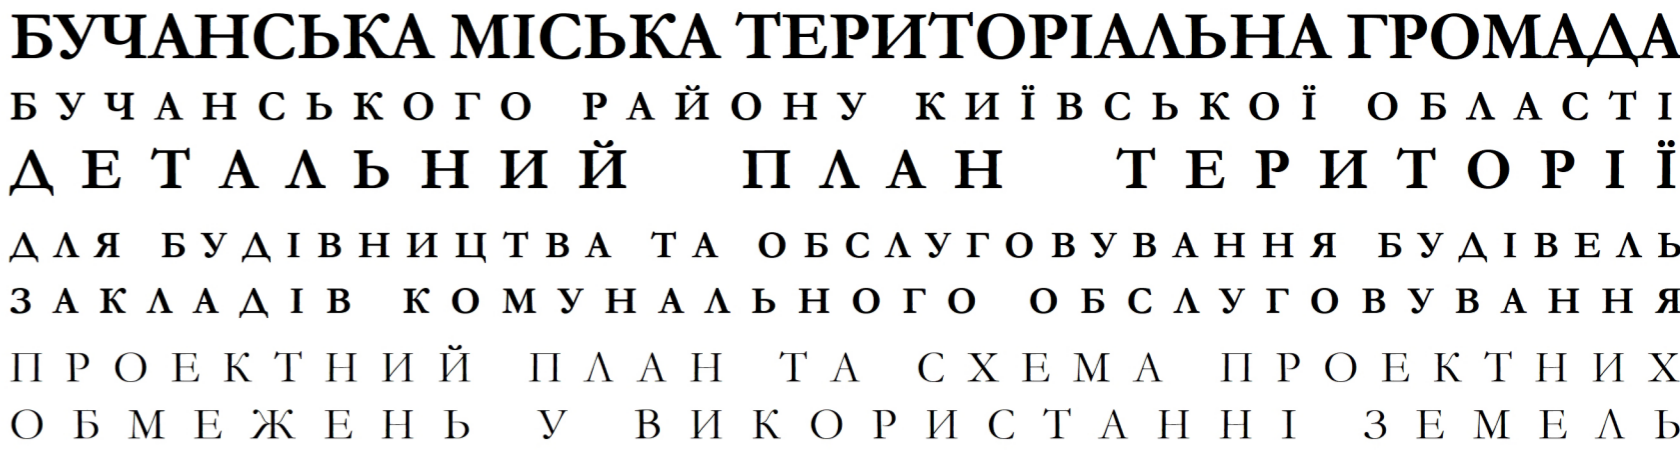 БУЧАНСЬКА МІСЬКА ТЕРИТОРІАЛЬНА ГРОМАДА
БУЧАНСЬКОГО РАЙОНУ КИЇВСЬКОЇ ОБЛАСТІ
ДЕТАЛЬНИЙ ПЛАН ТЕРИТОРІЇ
ДЛЯ БУДІВНИЦТВА ТА ОБСЛУГОВУВАННЯ БУДІВЕЛЬ
ЗАКЛАДІВ КОМУНАЛЬНОГО ОБСЛУГОВУВАННЯ
ПРОЕКТНИЙ ПЛАН ТА СХЕМА ПРОЕКТНИХ
ОБМЕЖЕНЬ У ВИКОРИСТАННІ ЗЕМЕЛЬ